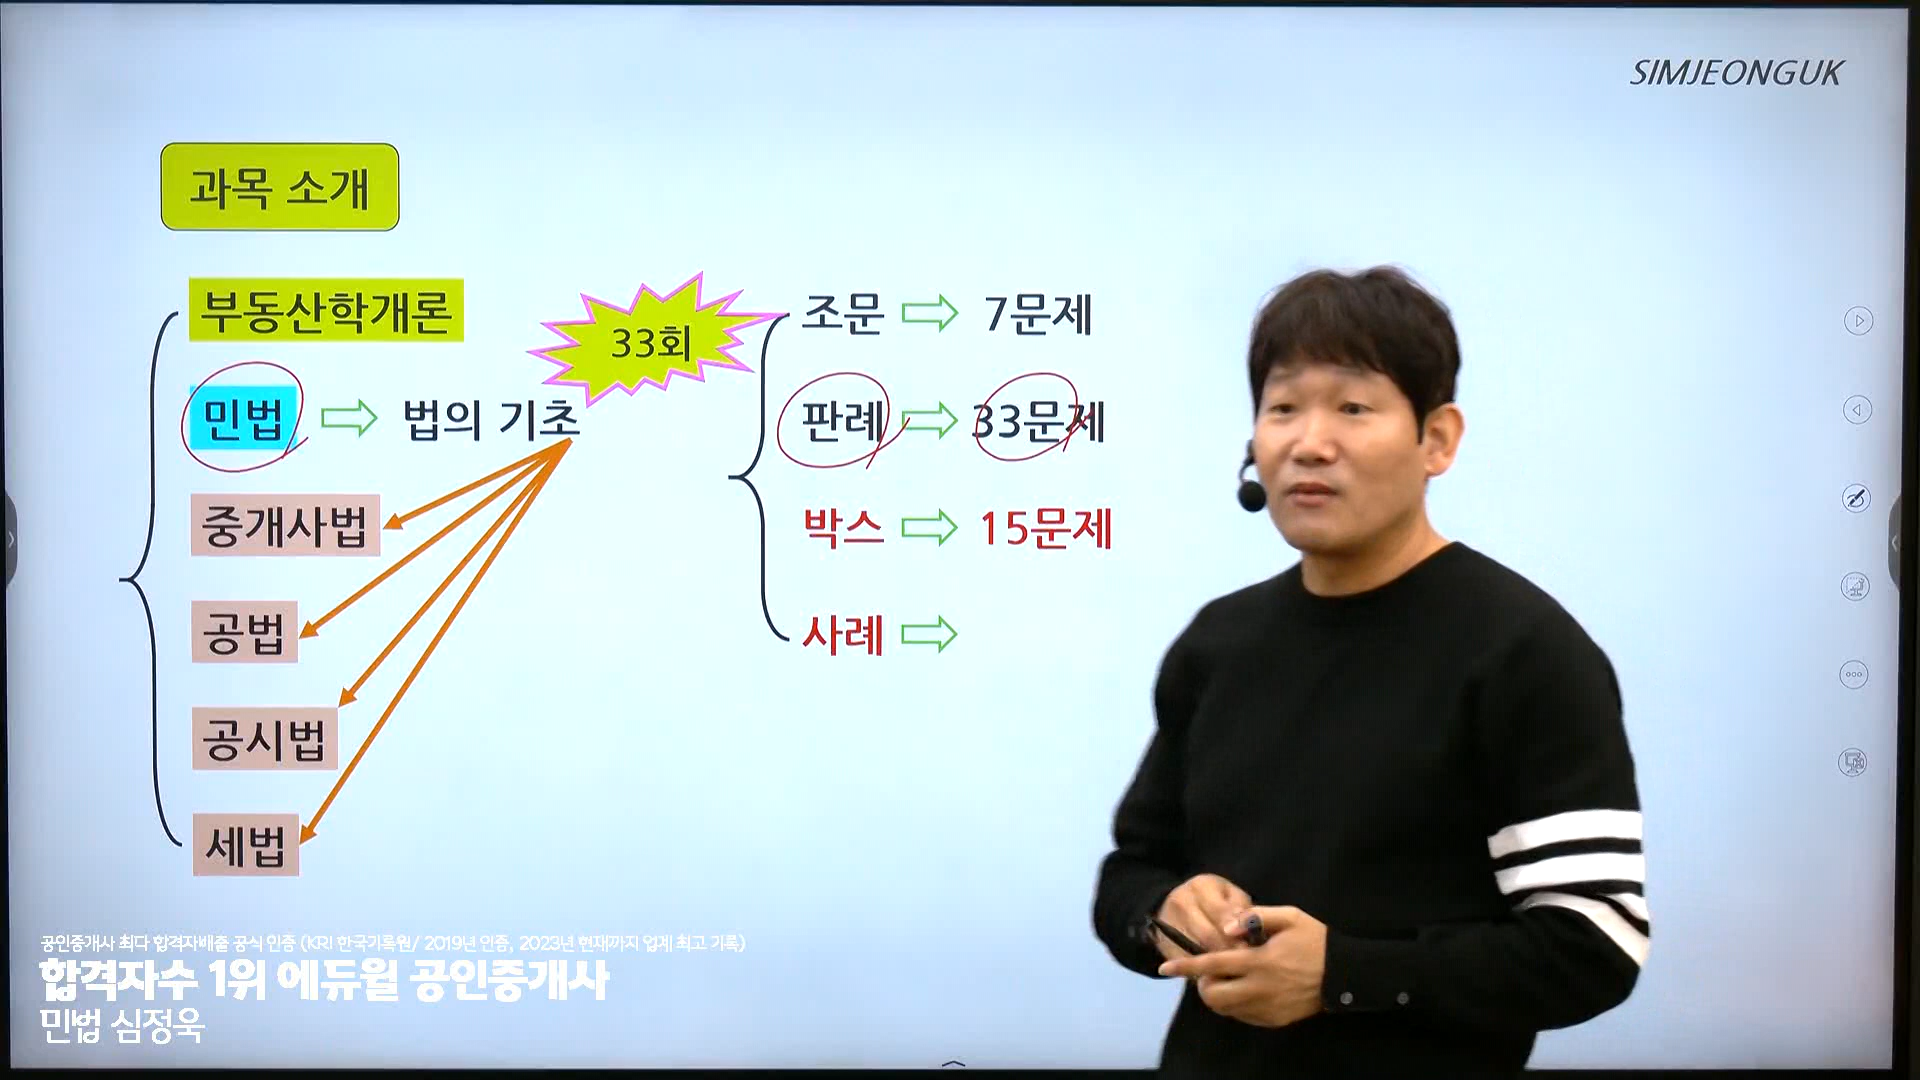 SIMJEONGUK
과목 소개
부동산학개론
민법 법의 기초
중개사법
공법
공시법
세법
33회
조문 7문제
판례 33문제
박스 15문제
사례
공인중개사 최다 합격자배출 공식 인증 (KRI 한국기록원/ 2019년 인증, 2023년 현재까지 업계 최고 기록)
합격자수 1위 에듀윌 공인중개사
민법 심정욱